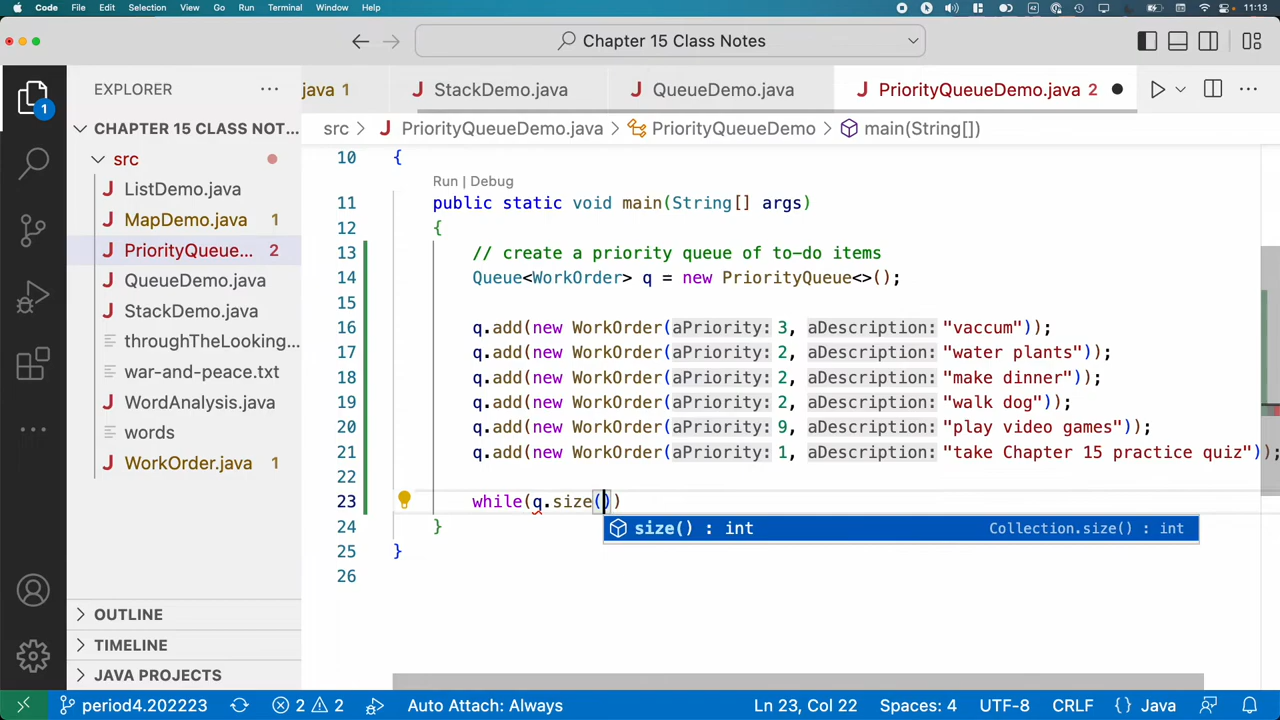 Code File Edit Selection View Go Run Terminal Window Help 11:13
Chapter 15 Class Notes
EXPLORER
java 1 J StackDemo.java J QueueDemo.java J PriorityQueueDemo.java 2
CHAPTER 15 CLASS NOT...
src > J PriorityQueueDemo.java > PriorityQueueDemo > main(String[])
src
J ListDemo.java
J MapDemo.java 1
J PriorityQueue... 2
J QueueDemo.java
J StackDemo.java
throughTheLooking...
war-and-peace.txt
J WordAnalysis.java
words
J WorkOrder.java 1
OUTLINE
TIMELINE
JAVA PROJECTS
10 {
Run | Debug
11 public static void main(String[] args)
12 {
13 // create a priority queue of to-do items
14 Queue<WorkOrder> q = new PriorityQueue<>();
15
16 q.add(new WorkOrder(aPriority: 3, aDescription: "vaccum"));
17 q.add(new WorkOrder(aPriority: 2, aDescription: "water plants"));
18 q.add(new WorkOrder(aPriority: 2, aDescription: "make dinner"));
19 q.add(new WorkOrder(aPriority: 2, aDescription: "walk dog"));
20 q.add(new WorkOrder(aPriority: 9, aDescription: "play video games"));
21 q.add(new WorkOrder(aPriority: 1, aDescription: "take Chapter 15 practice quiz"));
22
23 while(q.size())
size() : int Collection.size() : int
24 }
25 }
26
1
period4.202223 2 2 Auto Attach: Always Ln 23, Col 22 Spaces: 4 UTF-8 CRLF {} Java